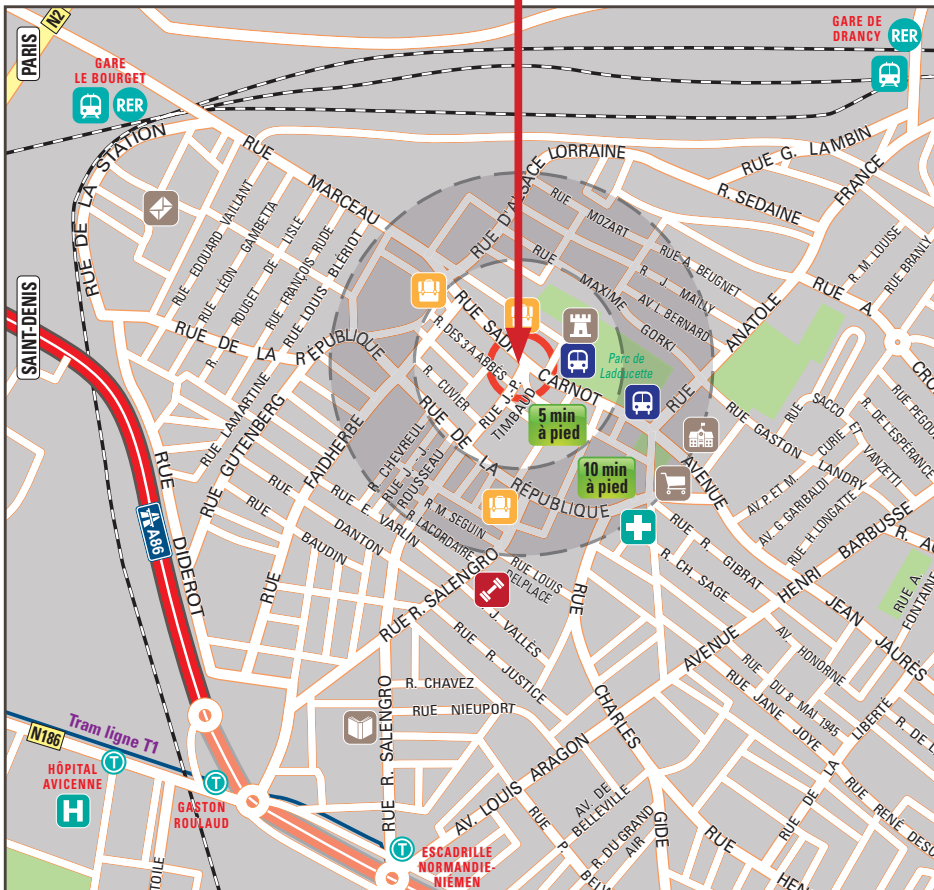 N2
PARIS
GARE
LE BOURGET
RER
GARE DE
DRANCY
RER
RUE DE LA STATION
RUE MARCEAU
RUE D'ALSACE LORRAINE
RUE G. LAMBIN
R. SEDAINE
RUE A. FRANCE
RUE MOZART
RUE ÉDOUARD VAILLANT
RUE LÉON GAMBETTA
R. ROUGET DE LISLE
RUE FRANÇOIS RUDE
RUE LOUIS BLÉRIOT
RUE A. BEUGNET
R. J. MAILLY
AV. J. BERNARD
RUE MAXIME GORKI
R. M. LOUISE
RUE BRANLY
RUE ANATOLE
SAINT-DENIS
RUE DE LA RÉPUBLIQUE
RUE SADI CARNOT
R. DES 3 A ABBÉS
R. CUVIER
RUE J.-P. TIMBAUD
Parc de
Ladoucette
5 min
à pied
10 min
à pied
RUE LAMARTINE
RUE GUTENBERG
RUE FAIDHERBE
R. CHEVREUL
RUE J.-J. ROUSSEAU
RUE DE LA RÉPUBLIQUE
R. M. SEGUIN
R. LACORDAIRE
RUE E. VARLIN
RUE DANTON
BAUDIN
RUE DIDEROT
A86
RUE R. SALENGRO
RUE LOUIS DELPLACE
J. VALLÈS
RUE R. JUSTICE
R. CHAVEZ
RUE NIEUPORT
RUE R. SALENGRO
AVENUE
RUE GASTON
RUE SACCO ET VANZETTI
R. DE L'ESPÉRANCE
RUE PEGOUD
AV. P. ET M. CURIE
AV. G. GARIBALDI
RUE H. LONGATTE
LANDRY
AVENUE HENRI BARBUSSE
RUE R. GIBRAT
R. CH. SAGE
JEAN JAURÈS
RUE A. FONTAINE
AV. HONORINE
RUE DU 8 MAI 1945
RUE JANE JOYE
RUE DE LA LIBERTÉ
RUE CHARLES GIDE
AV. LOUIS ARAGON
AV. DE
BELLEVILLE
R. DU GRAND
AIR
RUE P.
RUE
RUE RENÉ
Tram ligne T1
N186
HÔPITAL
AVICENNE
H
T
T
GASTON
ROULAUD
T
ESCADRILLE
NORMANDIE-
NIÉMEN